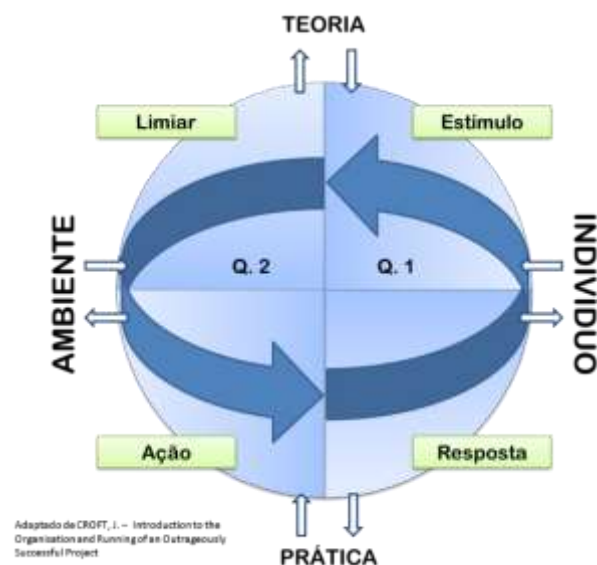 TEORIA
Limiar
Estímulo
AMBIENTE
Q. 2
Q. 1
INDIVIDUO
Ação
Resposta
PRÁTICA
Adaptado de CROFT, J. – Introduction to the
Organisation and Running of an Outrageously
Successful Project